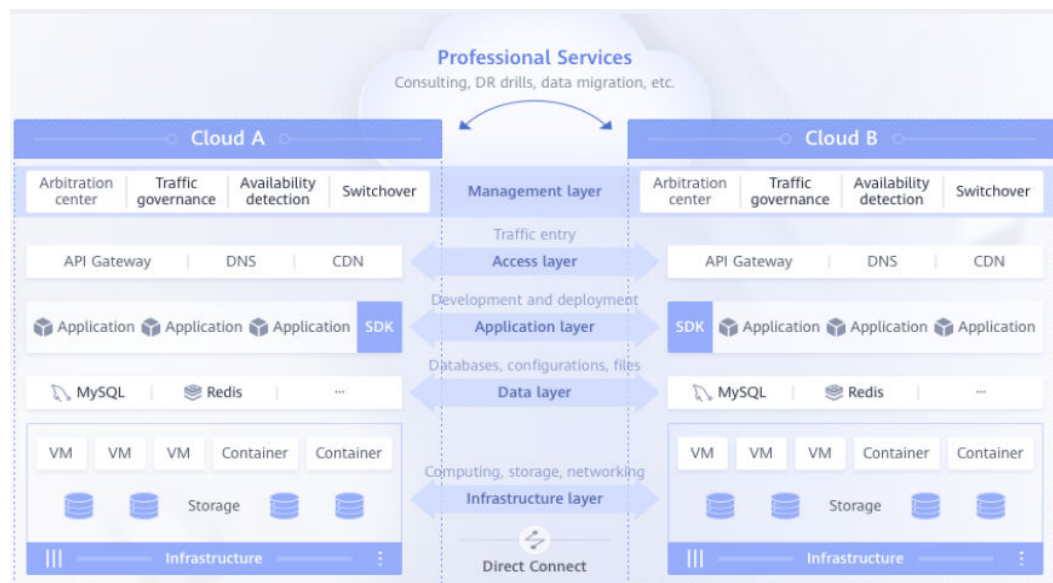 Professional Services
Consulting, DR drills, data migration, etc.
Cloud A
Cloud B
Arbitration center
Traffic governance
Availability detection
Switchover
Management layer
Arbitration center
Traffic governance
Availability detection
Switchover
Traffic entry
API Gateway
DNS
CDN
Access layer
API Gateway
DNS
CDN
Development and deployment
Application
Application
Application
SDK
Application layer
SDK
Application
Application
Application
Databases, configurations, files
MySQL
Redis
...
Data layer
MySQL
Redis
...
VM
VM
VM
Container
Container
VM
VM
VM
Container
Container
Computing, storage, networking
Storage
Infrastructure layer
Storage
Infrastructure
Direct Connect
Infrastructure